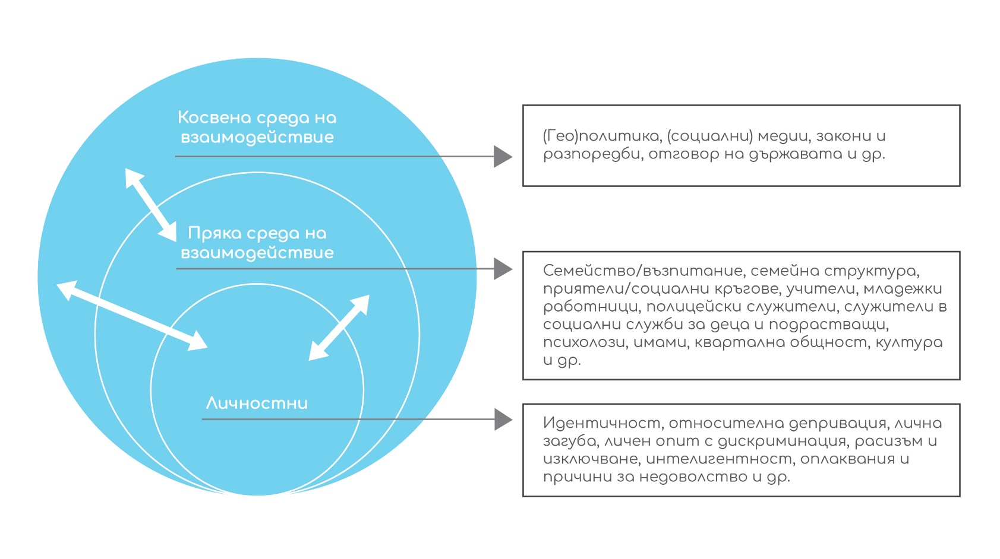 Косвена среда на
взаимодействие
(Гео)политика, (социални) медии, закони и
разпоредби, отговор на държавата и др.
Пряка среда на
взаимодействие
Семейство/възпитание, семейна структура,
приятели/социални кръгове, учители, младежки
работници, полицейски служители, служители в
социални служби за деца и подрастващи,
психолози, имами, квартална общност, култура
и др.
Личностни
Идентичност, относителна депривация, лична
загуба, личен опит с дискриминация, расизъм и
изключване, интелигентност, оплаквания и
причини за недоволство и др.